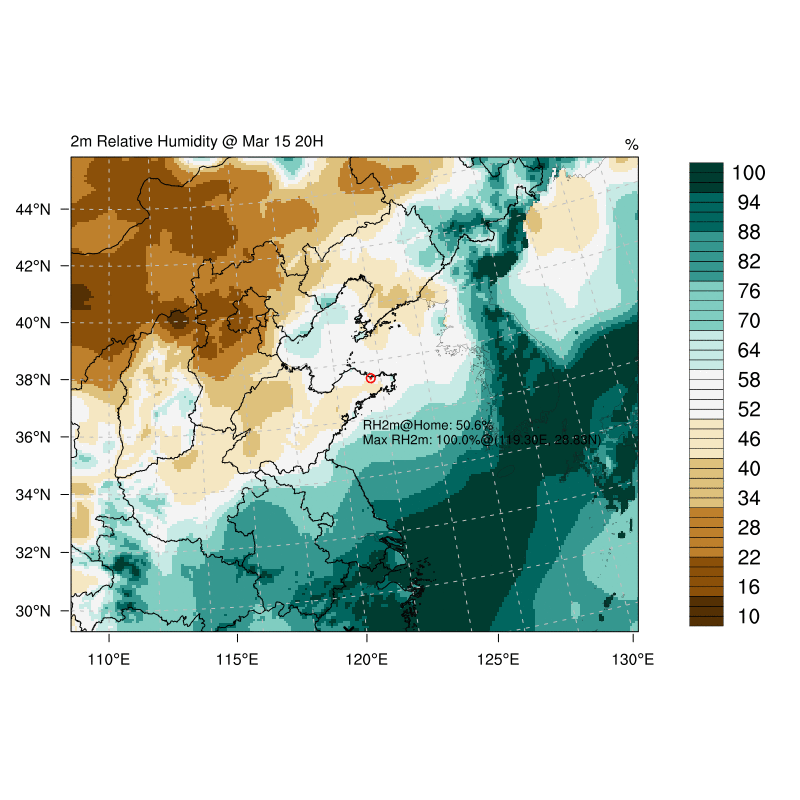 2m Relative Humidity @ Mar 15 20H
%
100
94
88
82
76
70
64
58
52
46
40
34
28
22
16
10
44°N
42°N
40°N
38°N
36°N
34°N
32°N
30°N
RH2m@Home: 50.6%
Max RH2m: 100.0%@(119.30E, 28.83N)
110°E
115°E
120°E
125°E
130°E